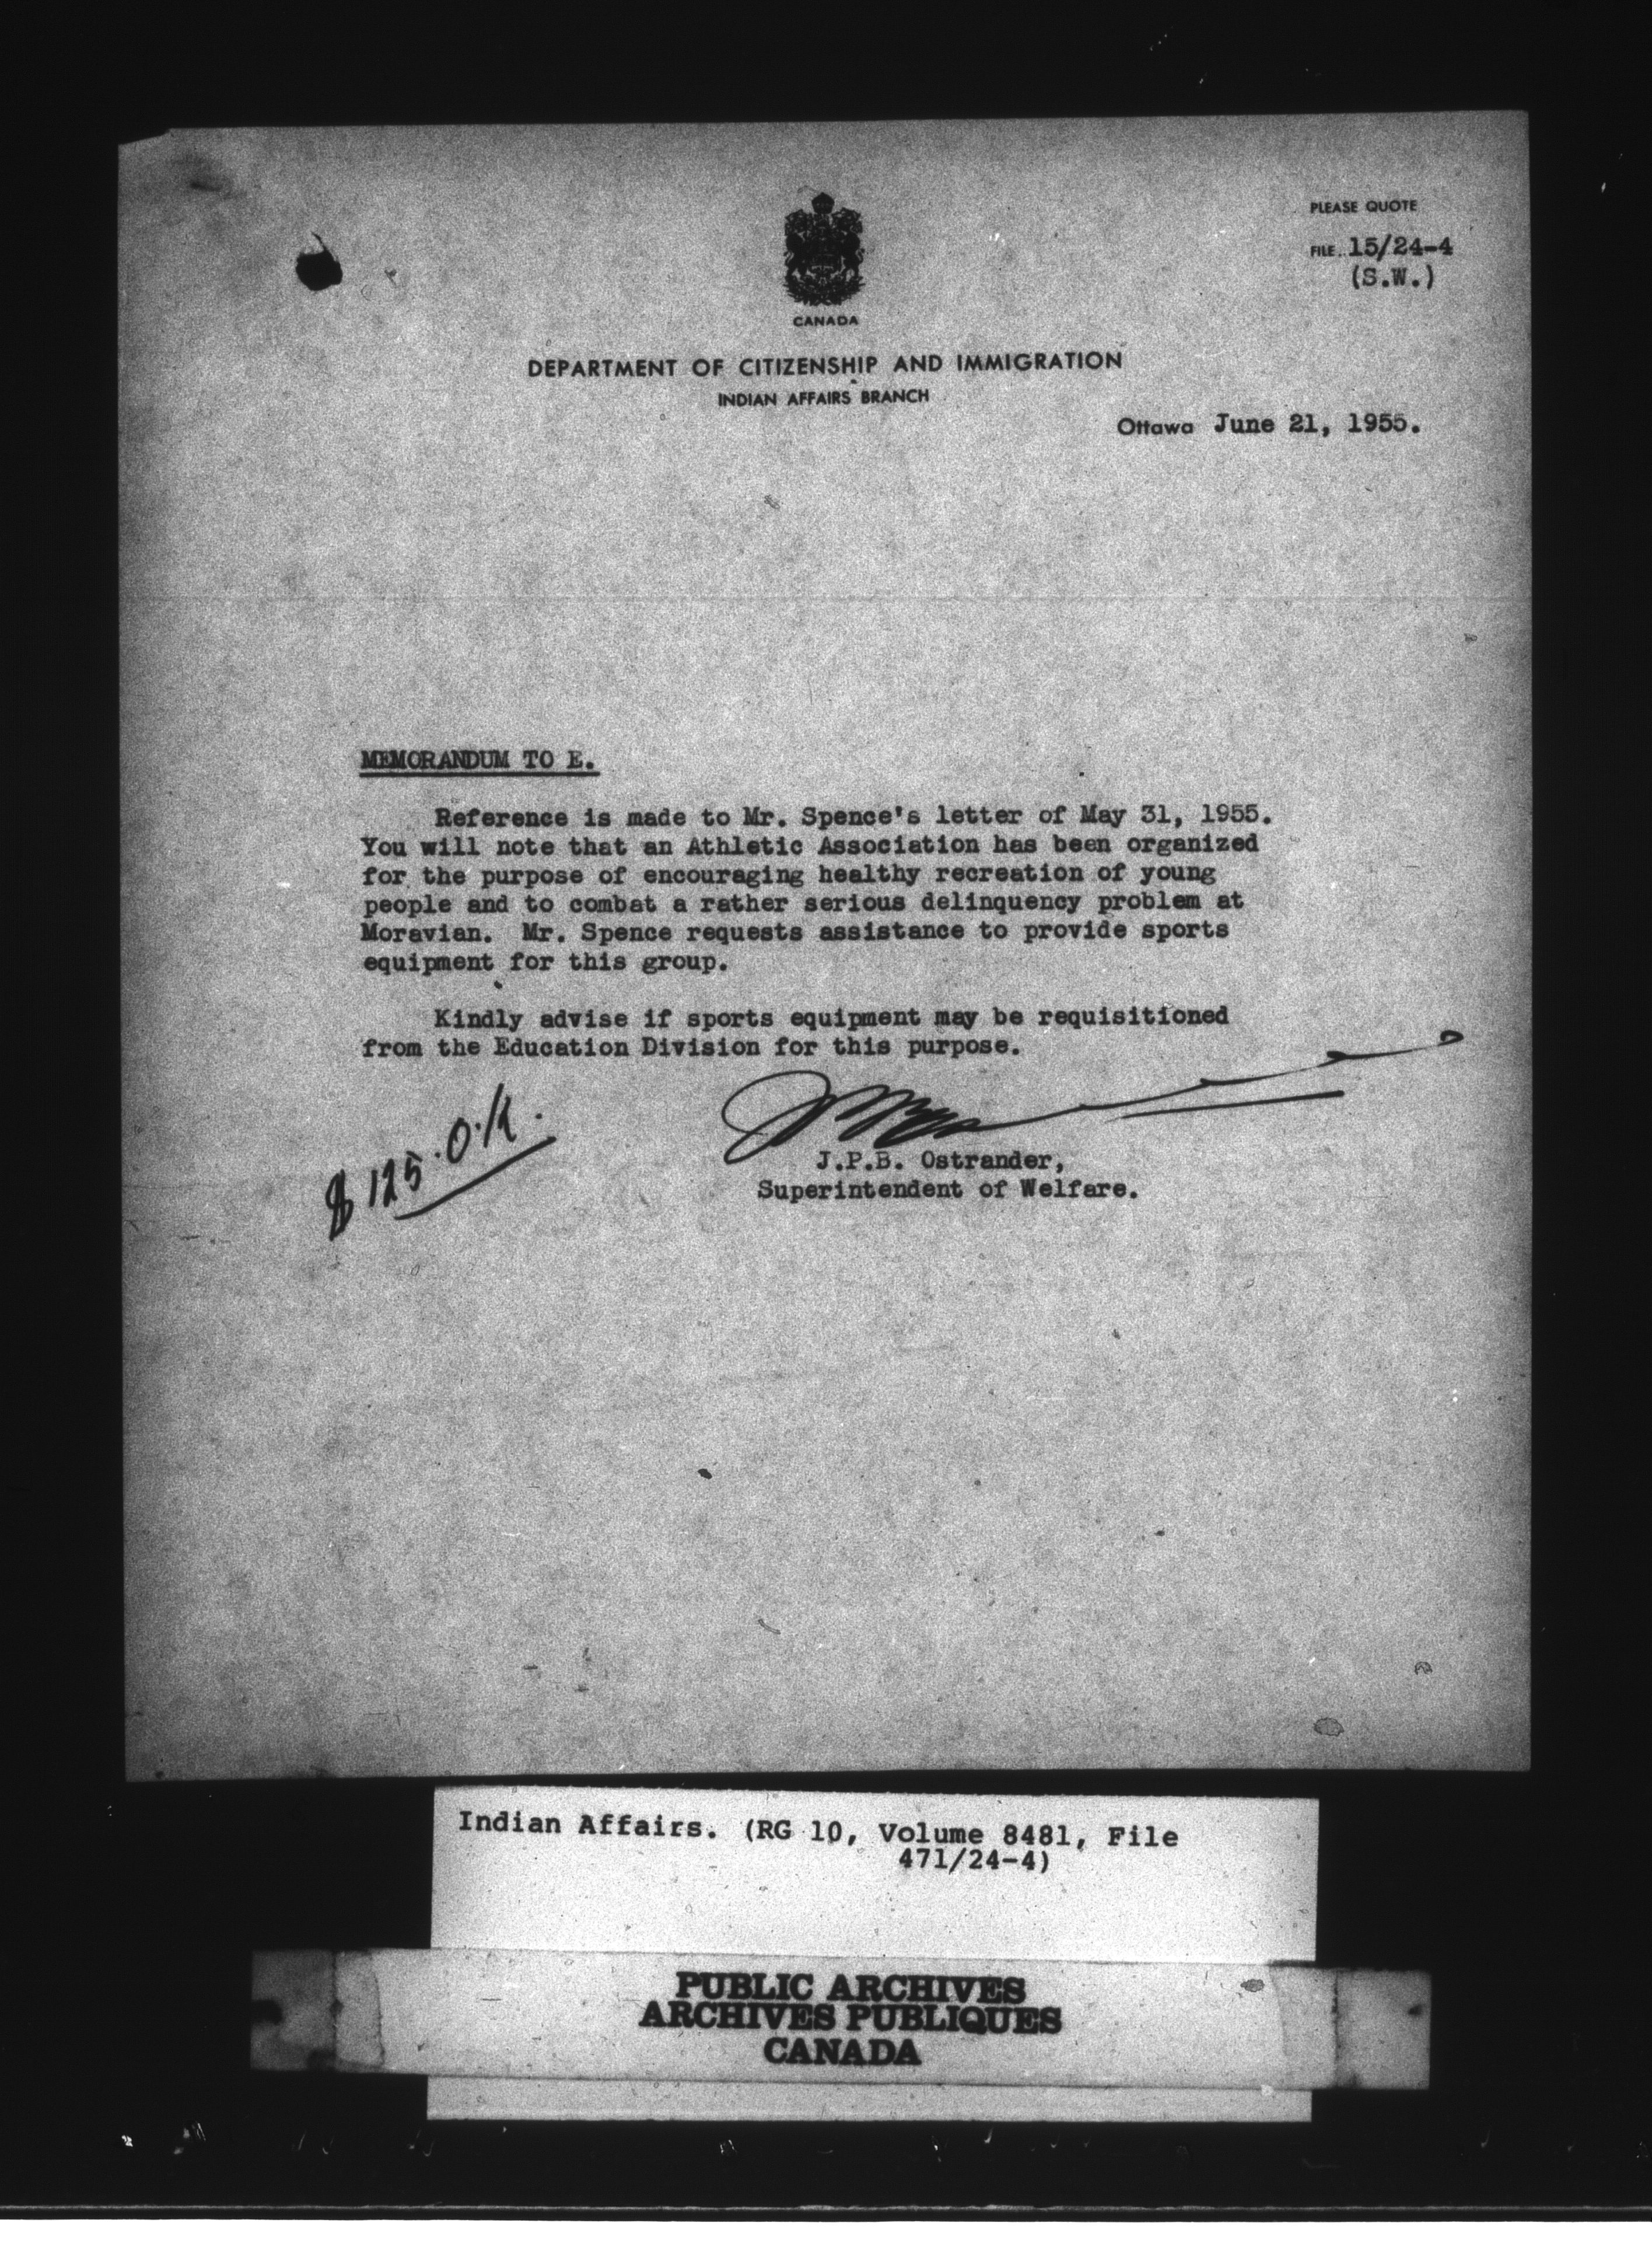 PLEASE QUOTE
FILE.. 15/24-4
(S.W.)
CANADA
DEPARTMENT OF CITIZENSHIP AND IMMIGRATION
INDIAN AFFAIRS BRANCH
Ottawa June 21, 1955.
MEMORANDUM TO E.
Reference is made to Mr. Spence's letter of May 31, 1955.
You will note that an Athletic Association has been organized
for the purpose of encouraging healthy recreation of young
people and to combat a rather serious delinquency problem at
Moravian. Mr. Spence requests assistance to provide sports
equipment for this group.
Kindly advise if sports equipment may be requisitioned
from the Education Division for this purpose.
$125. O.K.
J.P.B. Ostrander,
Superintendent of Welfare.
Indian Affairs. (RG 10, Volume 8481, File
471/24-4)
PUBLIC ARCHIVES
ARCHIVES PUBLIQUES
CANADA